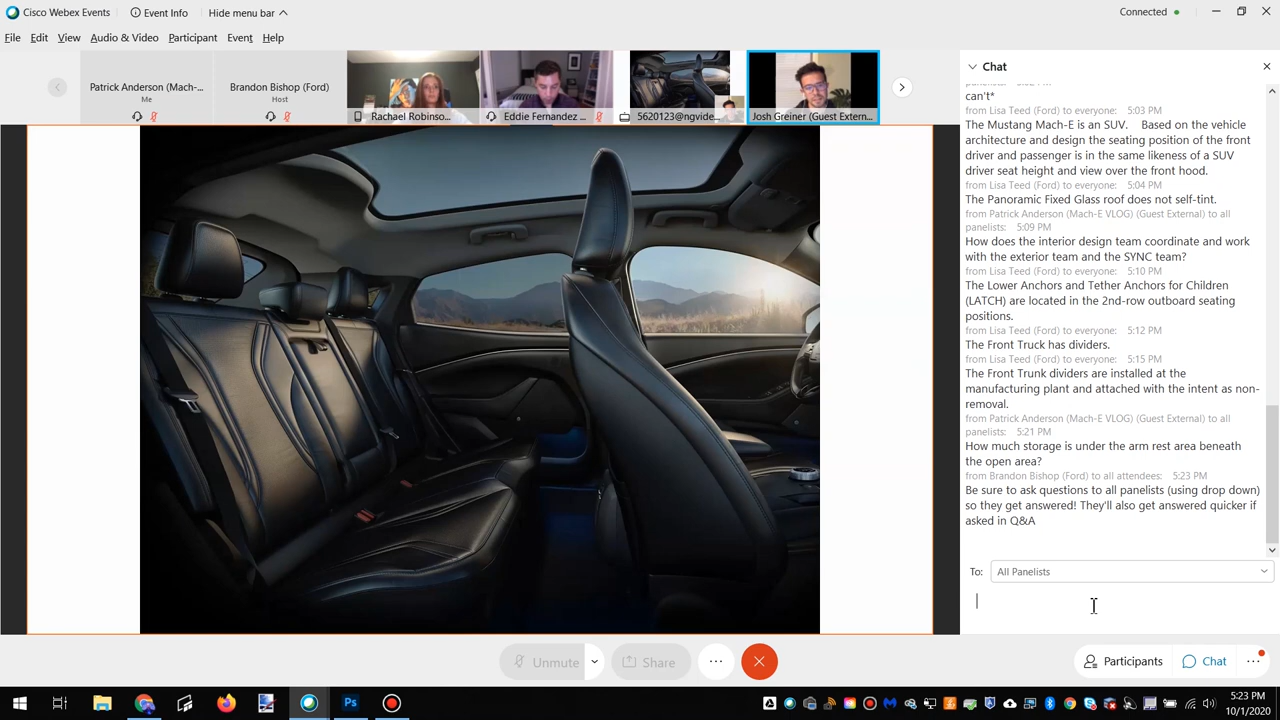 Cisco Webex Events
Event Info
Hide menu bar
Connected
File
Edit
View
Audio & Video
Participant
Event
Help
Patrick Anderson (Mach-...
Me
Brandon Bishop (Ford)
Host
Rachael Robinso...
Eddie Fernandez ...
5620123@ngvide...
Josh Greiner (Guest Extern...
Chat
can't*
from Lisa Teed (Ford) to everyone: 5:03 PM
The Mustang Mach-E is an SUV. Based on the vehicle
architecture and design the seating position of the front
driver and passenger is in the same likeness of a SUV
driver seat height and view over the front hood.
from Lisa Teed (Ford) to everyone: 5:04 PM
The Panoramic Fixed Glass roof does not self-tint.
from Patrick Anderson (Mach-E VLOG) (Guest External) to all
panelists: 5:09 PM
How does the interior design team coordinate and work
with the exterior team and the SYNC team?
from Lisa Teed (Ford) to everyone: 5:10 PM
The Lower Anchors and Tether Anchors for Children
(LATCH) are located in the 2nd-row outboard seating
positions.
from Lisa Teed (Ford) to everyone: 5:12 PM
The Front Truck has dividers.
from Lisa Teed (Ford) to everyone: 5:15 PM
The Front Trunk dividers are installed at the
manufacturing plant and attached with the intent as non-
removal.
from Patrick Anderson (Mach-E VLOG) (Guest External) to all
panelists: 5:21 PM
How much storage is under the arm rest area beneath
the open area?
from Brandon Bishop (Ford) to all attendees: 5:23 PM
Be sure to ask questions to all panelists (using drop down)
so they get answered! They'll also get answered quicker if
asked in Q&A
To:
All Panelists
Unmute
Share
Participants
Chat
Ps
5:23 PM
10/1/2020